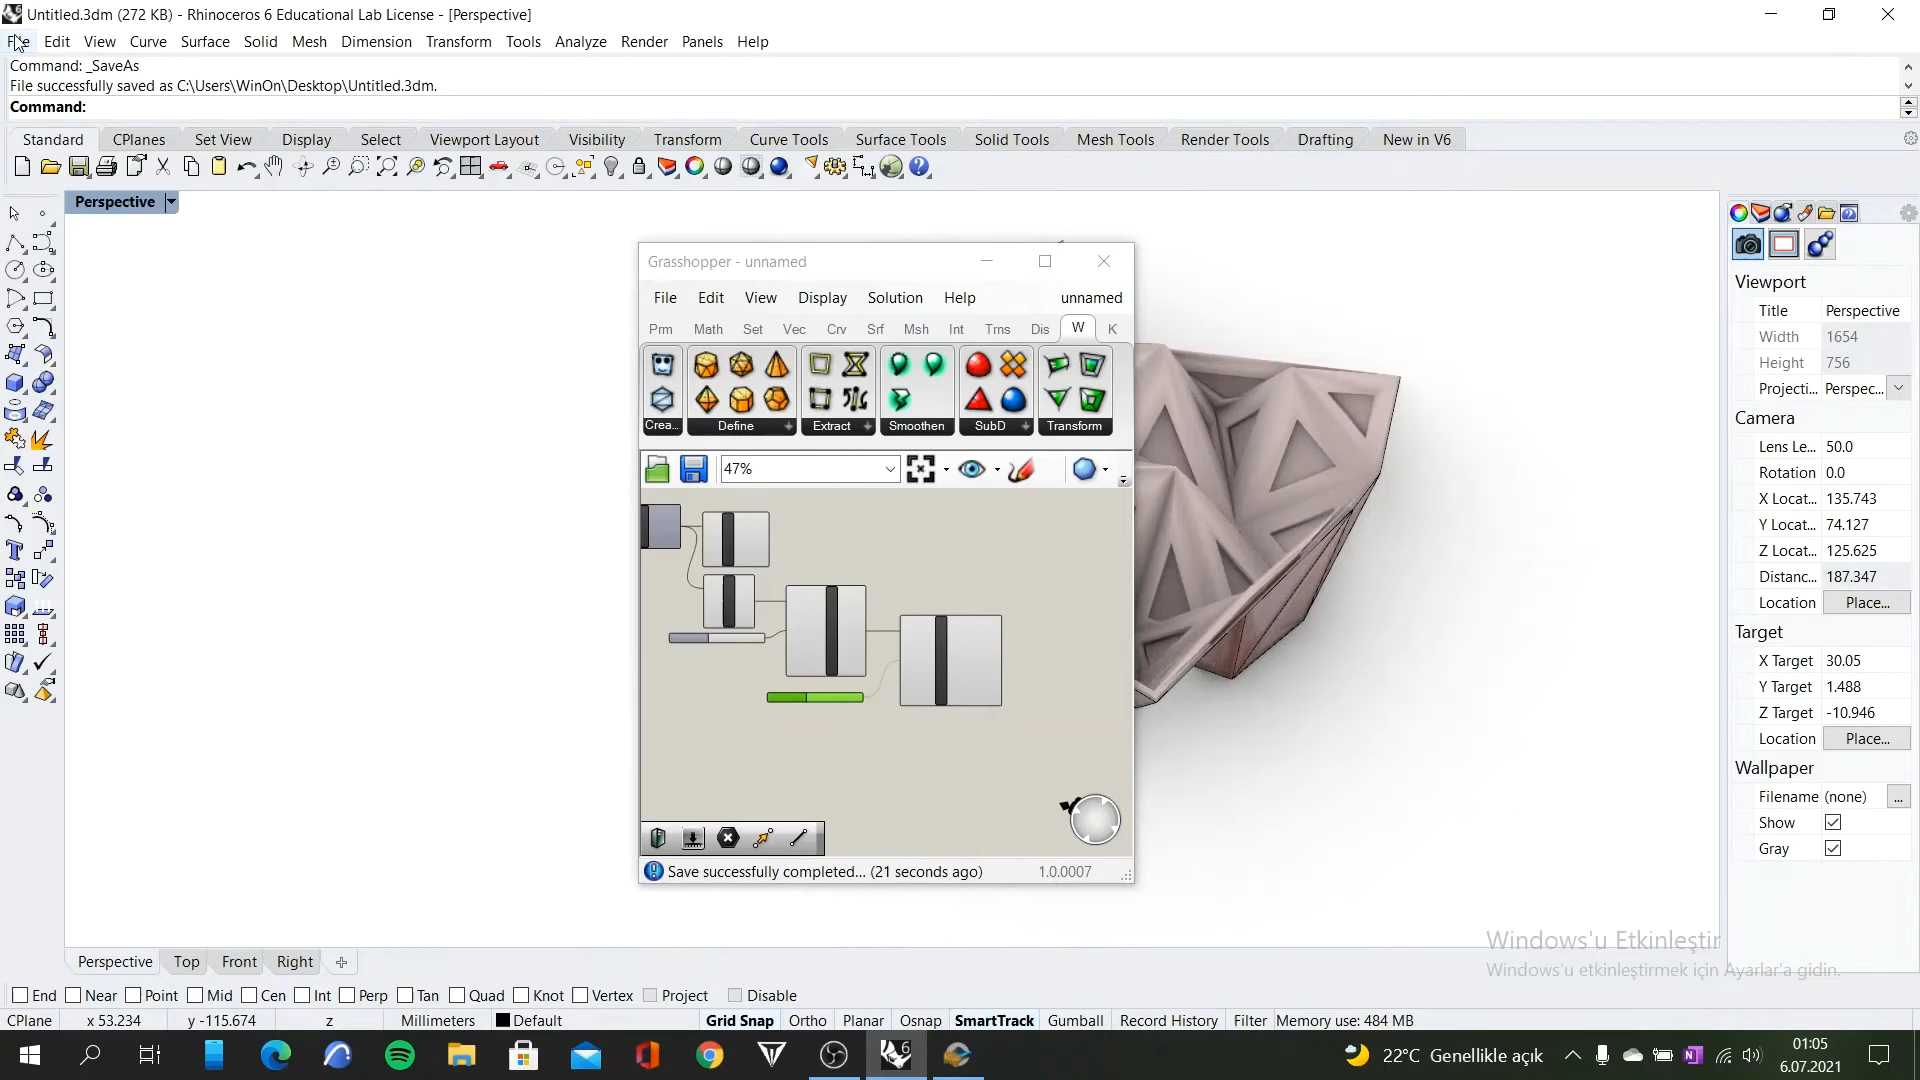 Untitled.3dm (272 KB) - Rhinoceros 6 Educational Lab License - [Perspective]
File Edit View Curve Surface Solid Mesh Dimension Transform Tools Analyze Render Panels Help
Command: _SaveAs
File successfully saved as C:\Users\WinOn\Desktop\Untitled.3dm.
Command:
Standard CPlanes Set View Display Select Viewport Layout Visibility Transform Curve Tools Surface Tools Solid Tools Mesh Tools Render Tools Drafting New in V6
Perspective
Grasshopper - unnamed
File Edit View Display Solution Help unnamed
Prm Math Set Vec Crv Srf Msh Int Trns Dis W K
Crea... Define Extract Smoothen SubD Transform
47%
Save successfully completed... (21 seconds ago) 1.0.0007
Viewport
Title Perspective
Width 1654
Height 756
Projecti... Perspec...
Camera
Lens Le... 50.0
Rotation 0.0
X Locat... 135.743
Y Locat... 74.127
Z Locat... 125.625
Distanc... 187.347
Location Place...
Target
X Target 30.05
Y Target 1.488
Z Target -10.946
Location Place...
Wallpaper
Filename (none) ...
Show
Gray
Windows'u Etkinleştir
Windows'u etkinleştirmek için Ayarlar'a gidin.
Perspective Top Front Right
End Near Point Mid Cen Int Perp Tan Quad Knot Vertex Project Disable
CPlane x 53.234 y -115.674 z Millimeters Default Grid Snap Ortho Planar Osnap SmartTrack Gumball Record History Filter Memory use: 484 MB
22°C Genellikle açık
01:05
6.07.2021